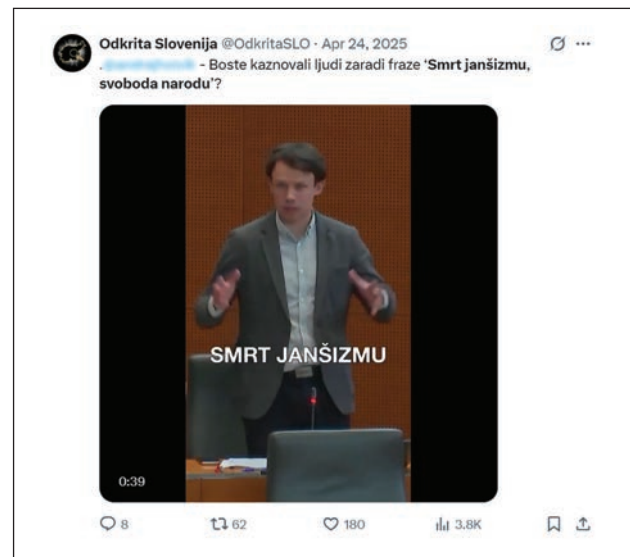 Odkrita Slovenija @OdkritaSLO · Apr 24, 2025
- Boste kaznovali ljudi zaradi fraze ‘Smrt janšizmu,
svoboda narodu’?
SMRT JANŠIZMU
0:39
8 62 180 3.8K